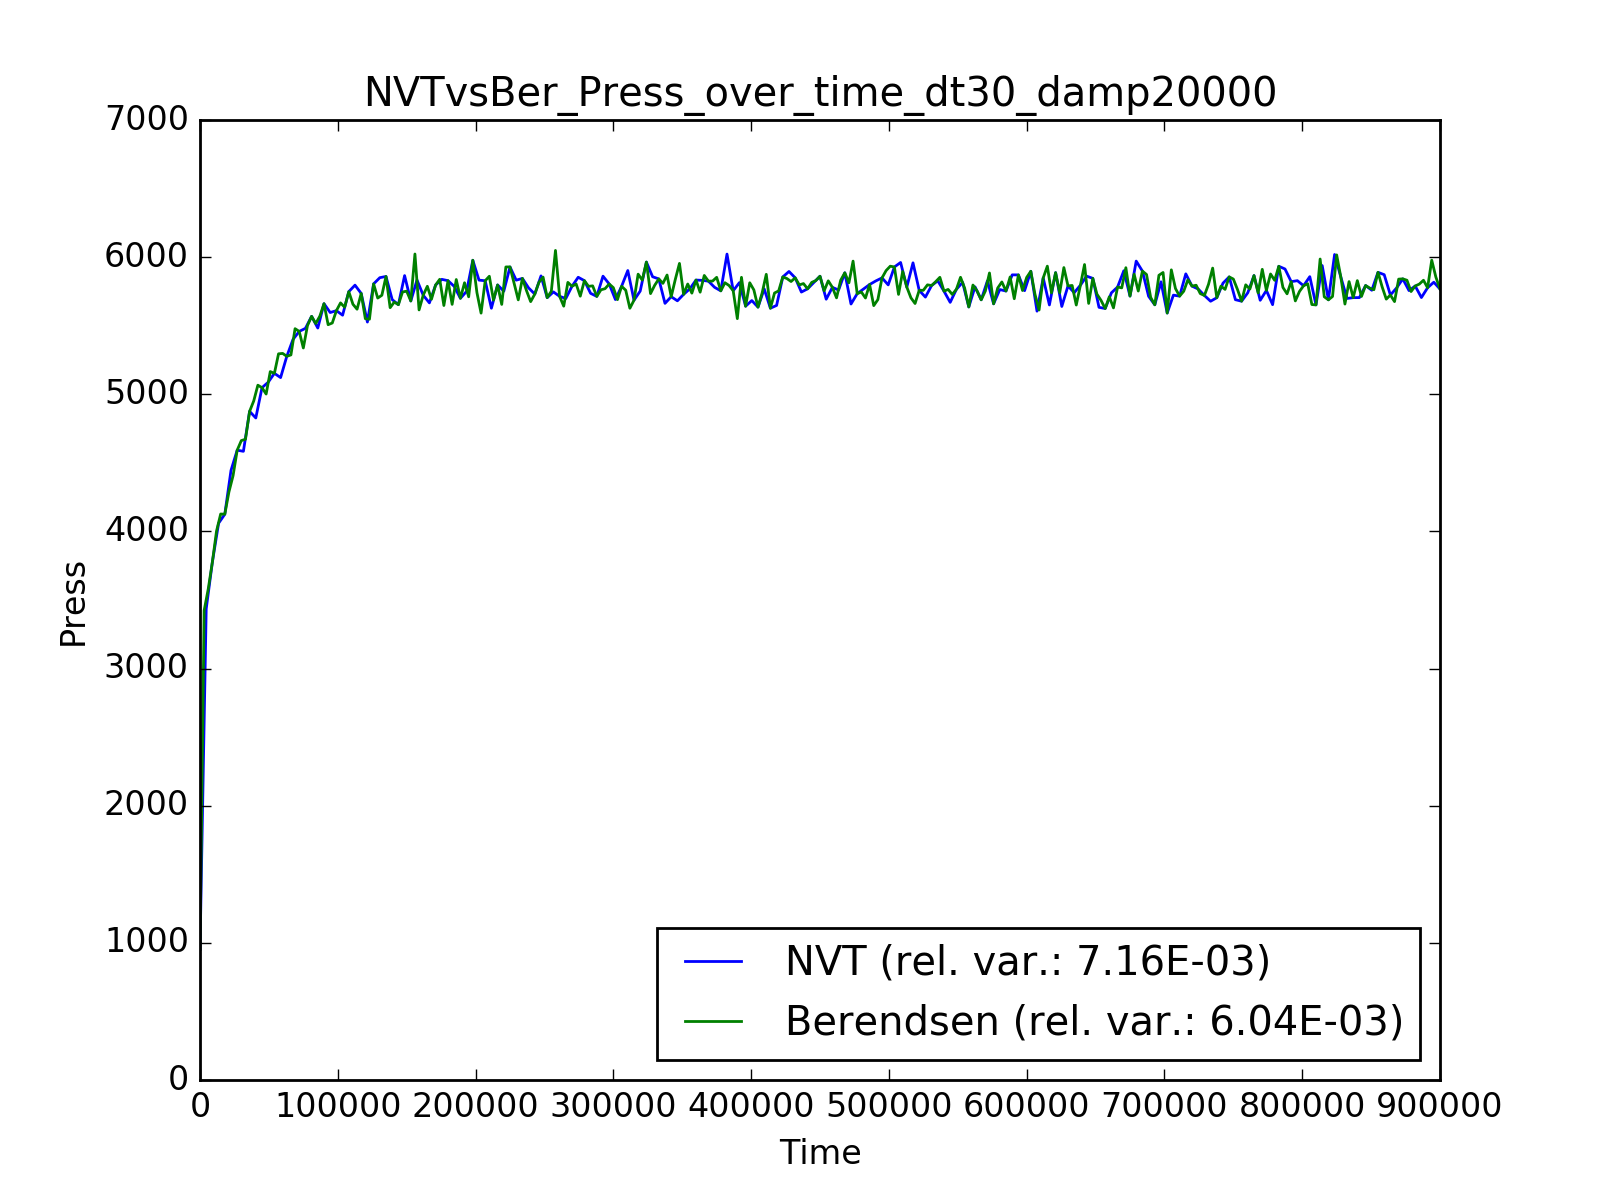 NVTvsBer_Press_over_time_dt30_damp20000
7000
6000
5000
4000
3000
2000
1000
0
Press
NVT (rel. var.: 7.16E-03)
Berendsen (rel. var.: 6.04E-03)
0 100000 200000 300000 400000 500000 600000 700000 800000 900000
Time